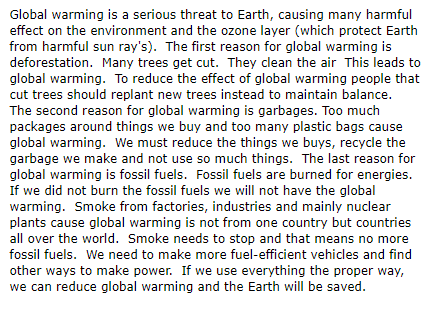 Global warming is a serious threat to Earth, causing many harmful
effect on the environment and the ozone layer (which protect Earth
from harmful sun ray's).  The first reason for global warming is
deforestation.  Many trees get cut.  They clean the air  This leads to
global warming.  To reduce the effect of global warming people that
cut trees should replant new trees instead to maintain balance.
The second reason for global warming is garbages. Too much
packages around things we buy and too many plastic bags cause
global warming.  We must reduce the things we buys, recycle the
garbage we make and not use so much things.  The last reason for
global warming is fossil fuels.  Fossil fuels are burned for energies.
If we did not burn the fossil fuels we will not have the global
warming.  Smoke from factories, industries and mainly nuclear
plants cause global warming is not from one country but countries
all over the world.  Smoke needs to stop and that means no more
fossil fuels.  We need to make more fuel-efficient vehicles and find
other ways to make power.  If we use everything the proper way,
we can reduce global warming and the Earth will be saved.